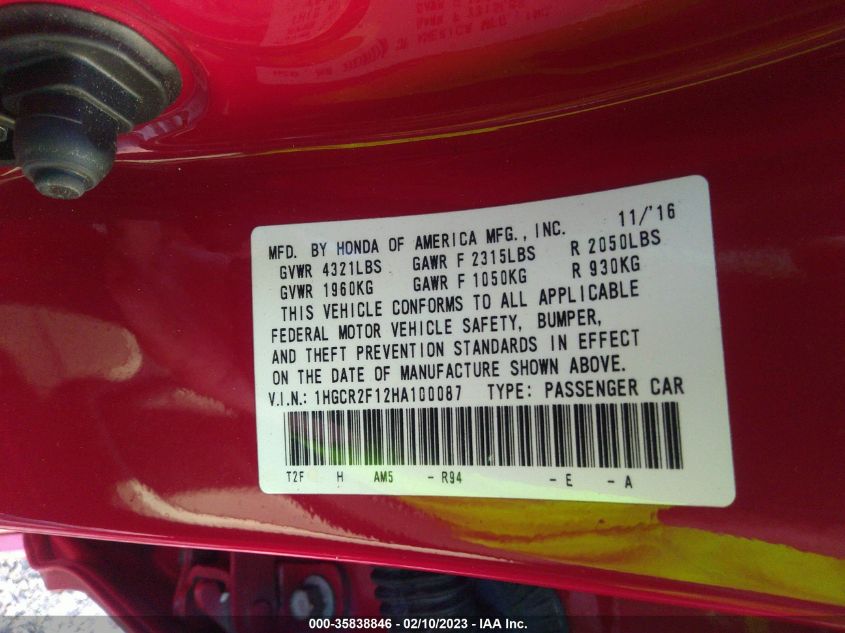 11/'16
MFD. BY HONDA OF AMERICA MFG., INC.
GVWR 4321LBS GAWR F 2315LBS R 2050LBS
GVWR 1960KG GAWR F 1050KG R 930KG
THIS VEHICLE CONFORMS TO ALL APPLICABLE
FEDERAL MOTOR VEHICLE SAFETY, BUMPER,
AND THEFT PREVENTION STANDARDS IN EFFECT
ON THE DATE OF MANUFACTURE SHOWN ABOVE.
V.I.N.: 1HGCR2F12HA100087 TYPE: PASSENGER CAR
T2F H AM5 - R94 - E - A
000-35838846 - 02/10/2023 - IAA Inc.